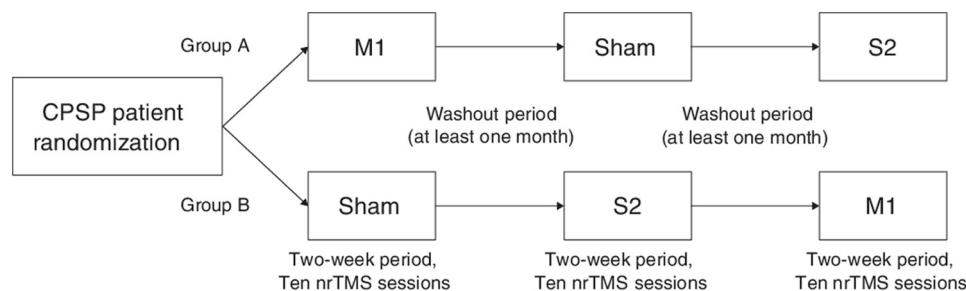 Group A
M1
Sham
S2
CPSP patient
randomization
Washout period
(at least one month)
Washout period
(at least one month)
Group B
Sham
S2
M1
Two-week period,
Ten nrTMS sessions
Two-week period,
Ten nrTMS sessions
Two-week period,
Ten nrTMS sessions